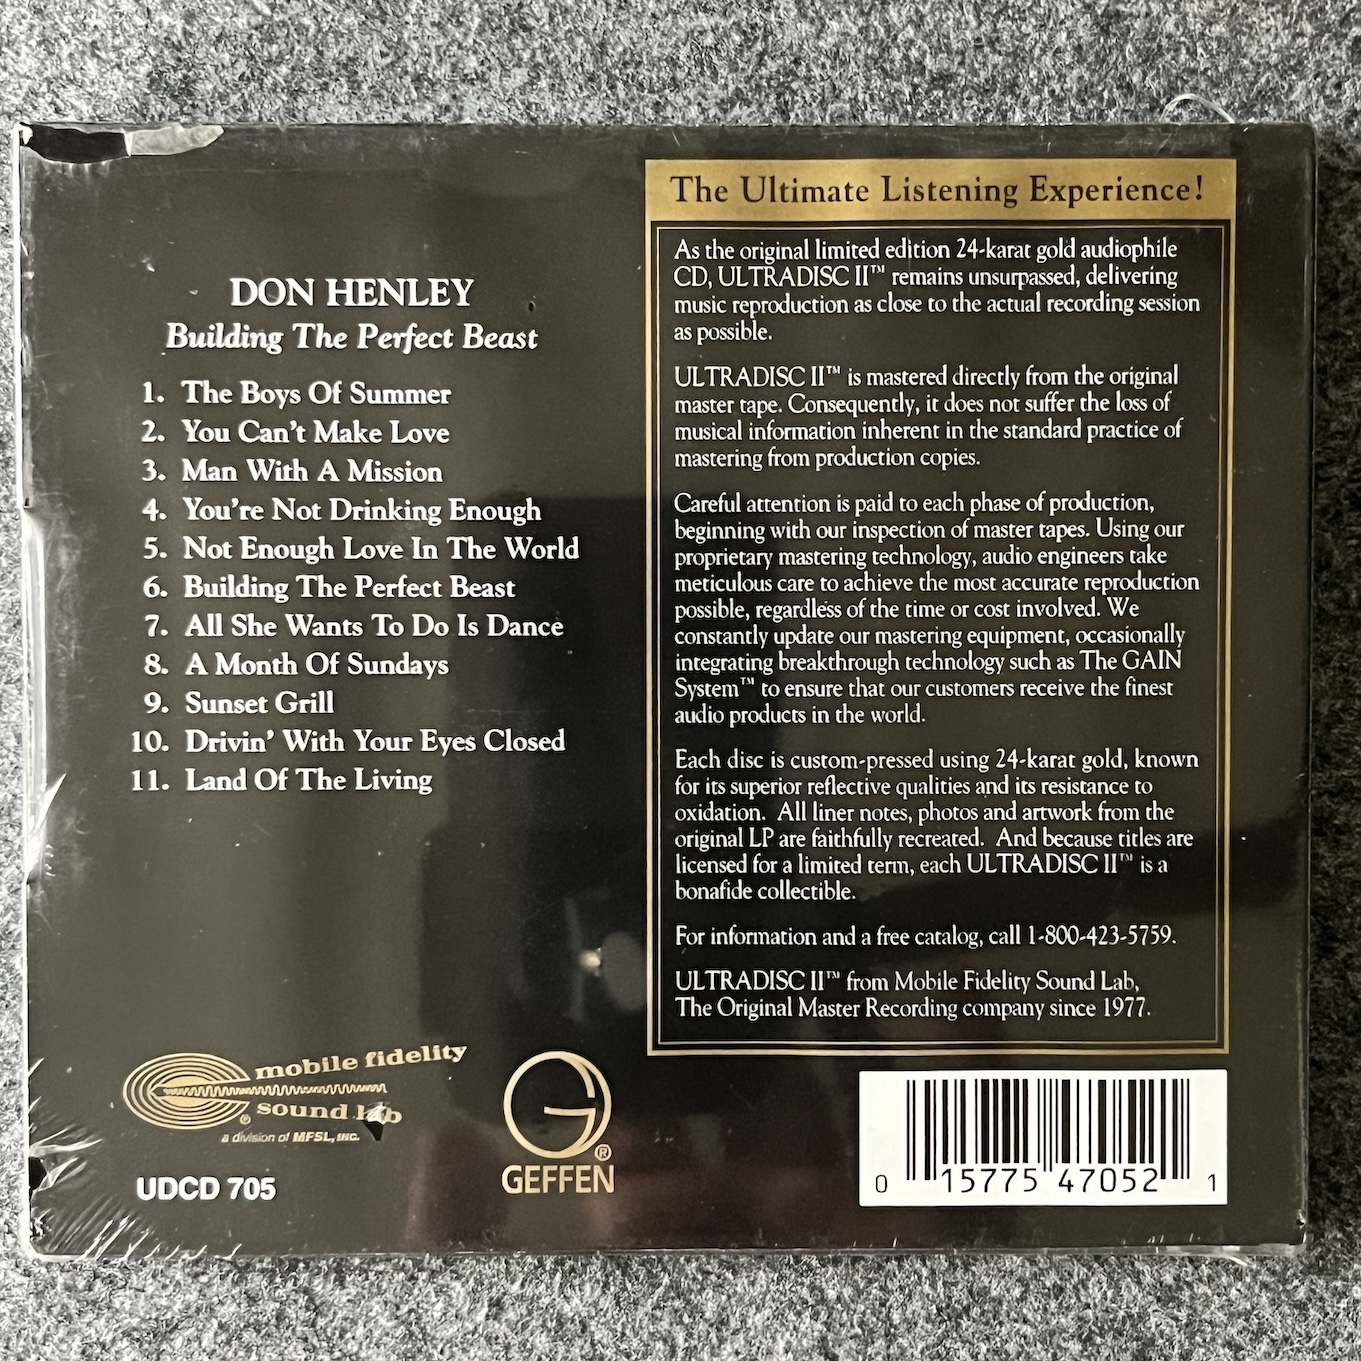 DON HENLEY
Building The Perfect Beast
1. The Boys Of Summer
2. You Can't Make Love
3. Man With A Mission
4. You're Not Drinking Enough
5. Not Enough Love In The World
6. Building The Perfect Beast
7. All She Wants To Do Is Dance
8. A Month Of Sundays
9. Sunset Grill
10. Drivin' With Your Eyes Closed
11. Land Of The Living
The Ultimate Listening Experience!
As the original limited edition 24-karat gold audiophile
CD, ULTRADISC II™ remains unsurpassed, delivering
music reproduction as close to the actual recording session
as possible.
ULTRADISC II™ is mastered directly from the original
master tape. Consequently, it does not suffer the loss of
musical information inherent in the standard practice of
mastering from production copies.
Careful attention is paid to each phase of production,
beginning with our inspection of master tapes. Using our
proprietary mastering technology, audio engineers take
meticulous care to achieve the most accurate reproduction
possible, regardless of the time or cost involved. We
constantly update our mastering equipment, occasionally
integrating breakthrough technology such as The GAIN
System™ to ensure that our customers receive the finest
audio products in the world.
Each disc is custom-pressed using 24-karat gold, known
for its superior reflective qualities and its resistance to
oxidation. All liner notes, photos and artwork from the
original LP are faithfully recreated. And because titles are
licensed for a limited term, each ULTRADISC II™ is a
bonafide collectible.
For information and a free catalog, call 1-800-423-5759.
ULTRADISC II™ from Mobile Fidelity Sound Lab,
The Original Master Recording company since 1977.
mobile fidelity
® sound lab
a division of MFSL, INC.
UDCD 705
G®
GEFFEN
0 15775 47052 1